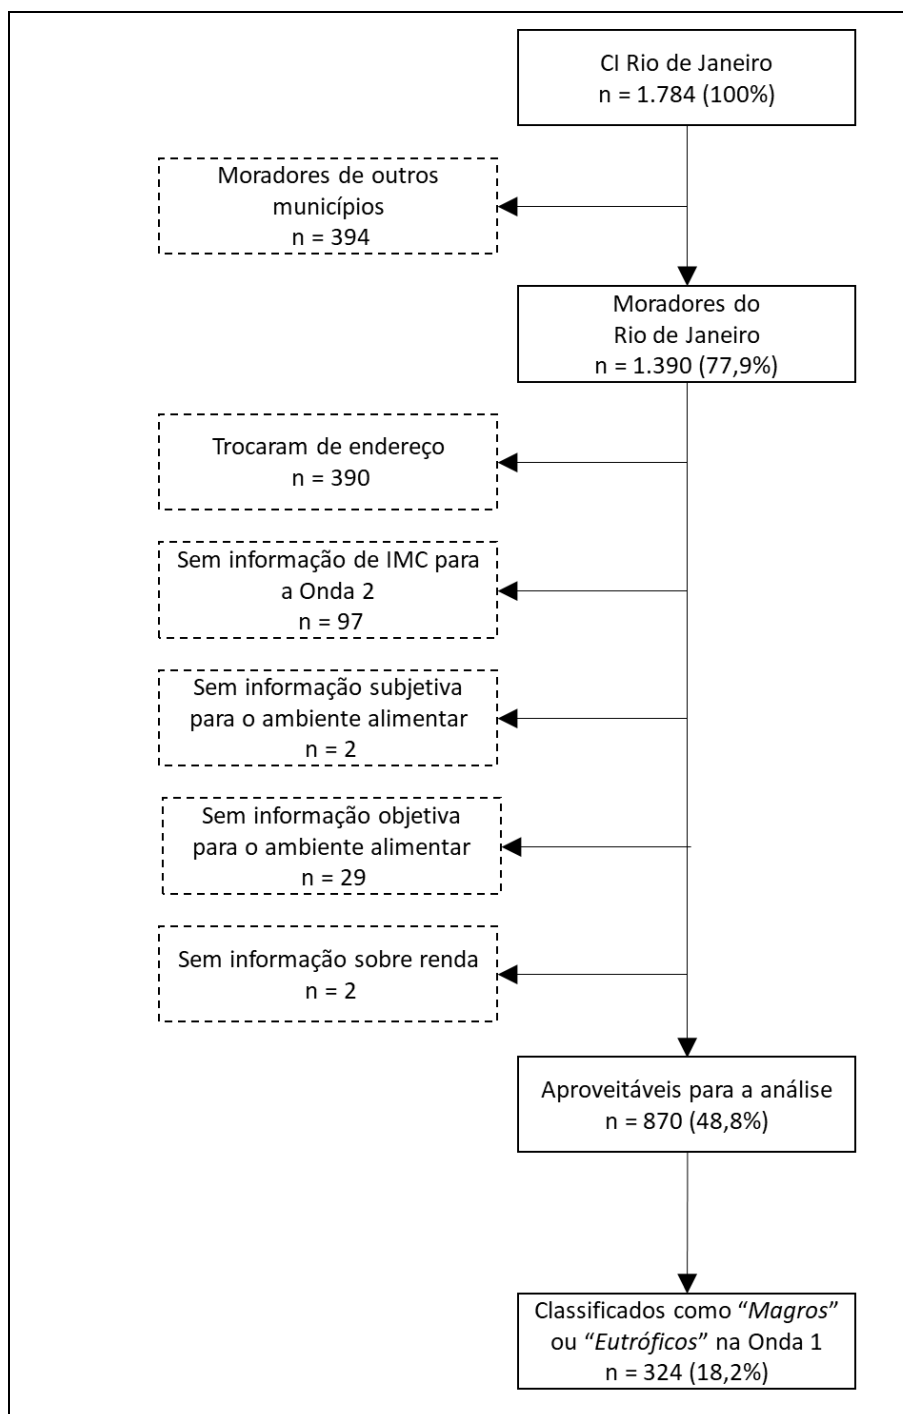 CI Rio de Janeiro
n = 1.784 (100%)
Moradores de outros
municípios
n = 394
Moradores do
Rio de Janeiro
n = 1.390 (77,9%)
Trocaram de endereço
n = 390
Sem informação de IMC para
a Onda 2
n = 97
Sem informação subjetiva
para o ambiente alimentar
n = 2
Sem informação objetiva
para o ambiente alimentar
n = 29
Sem informação sobre renda
n = 2
Aproveitáveis para a análise
n = 870 (48,8%)
Classificados como “Magros”
ou “Eutróficos” na Onda 1
n = 324 (18,2%)